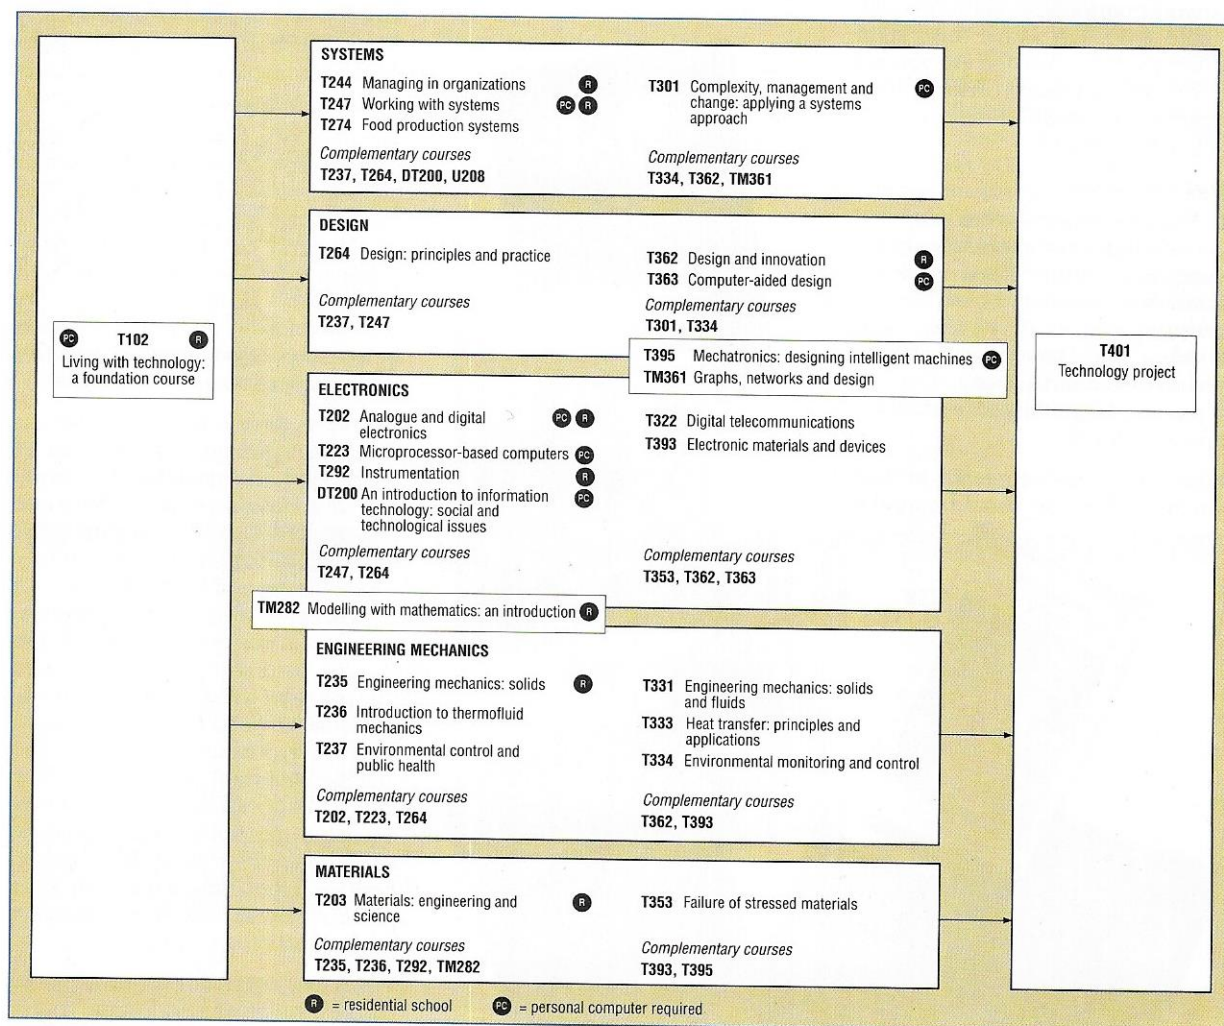 PC T102 R
Living with technology:
a foundation course
SYSTEMS
T244 Managing in organizations R
T247 Working with systems PC R
T274 Food production systems
Complementary courses
T237, T264, DT200, U208
T301 Complexity, management and PC
change: applying a systems
approach
Complementary courses
T334, T362, TM361
DESIGN
T264 Design: principles and practice
Complementary courses
T237, T247
T362 Design and innovation R
T363 Computer-aided design PC
Complementary courses
T301, T334
T395 Mechatronics: designing intelligent machines PC
TM361 Graphs, networks and design
ELECTRONICS
T202 Analogue and digital PC R
electronics
T223 Microprocessor-based computers PC
T292 Instrumentation R
DT200 An introduction to information PC
technology: social and
technological issues
Complementary courses
T247, T264
T322 Digital telecommunications
T393 Electronic materials and devices
Complementary courses
T353, T362, T363
TM282 Modelling with mathematics: an introduction R
ENGINEERING MECHANICS
T235 Engineering mechanics: solids R
T236 Introduction to thermofluid
mechanics
T237 Environmental control and
public health
Complementary courses
T202, T223, T264
T331 Engineering mechanics: solids
and fluids
T333 Heat transfer: principles and
applications
T334 Environmental monitoring and control
Complementary courses
T362, T393
MATERIALS
T203 Materials: engineering and R
science
Complementary courses
T235, T236, T292, TM282
T353 Failure of stressed materials
Complementary courses
T393, T395
T401
Technology project
R = residential school PC = personal computer required